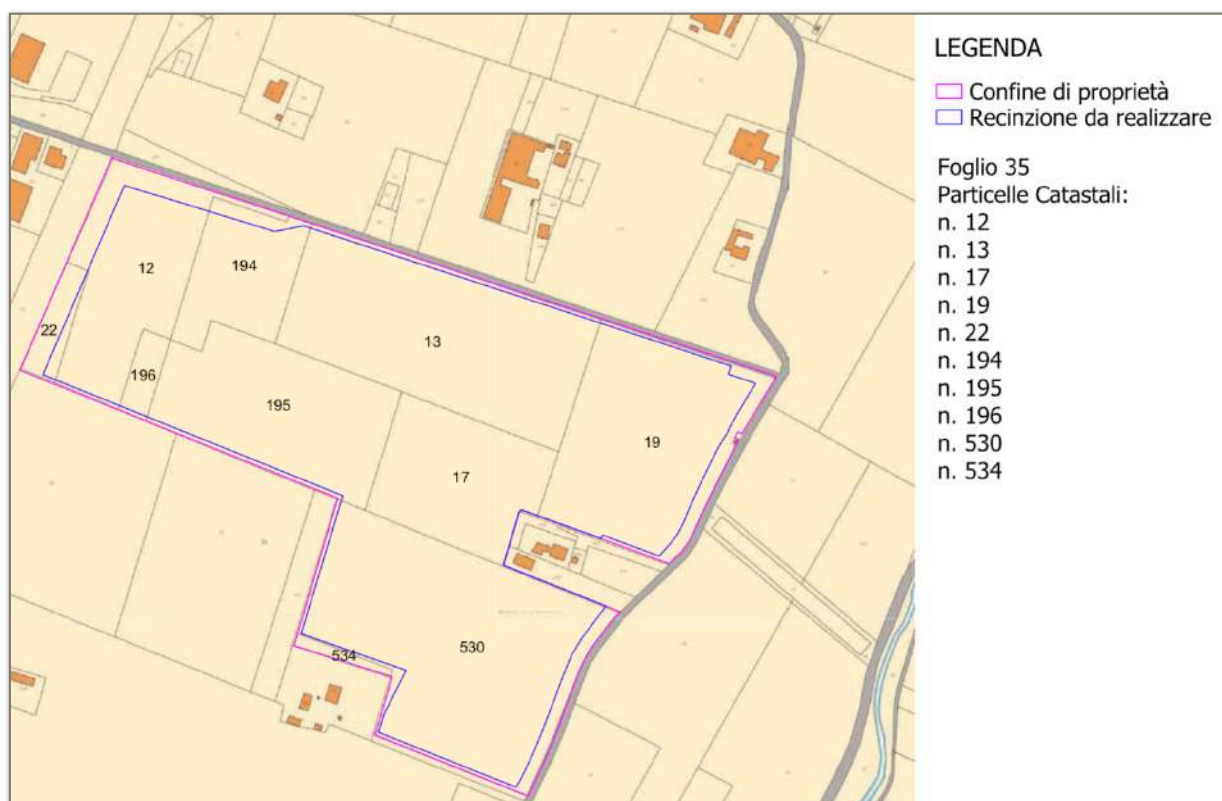 LEGENDA
Confine di proprietà
Recinzione da realizzare
Foglio 35
Particelle Catastali:
n. 12
n. 13
n. 17
n. 19
n. 22
n. 194
n. 195
n. 196
n. 530
n. 534
12
194
22
13
196
195
19
17
534
530